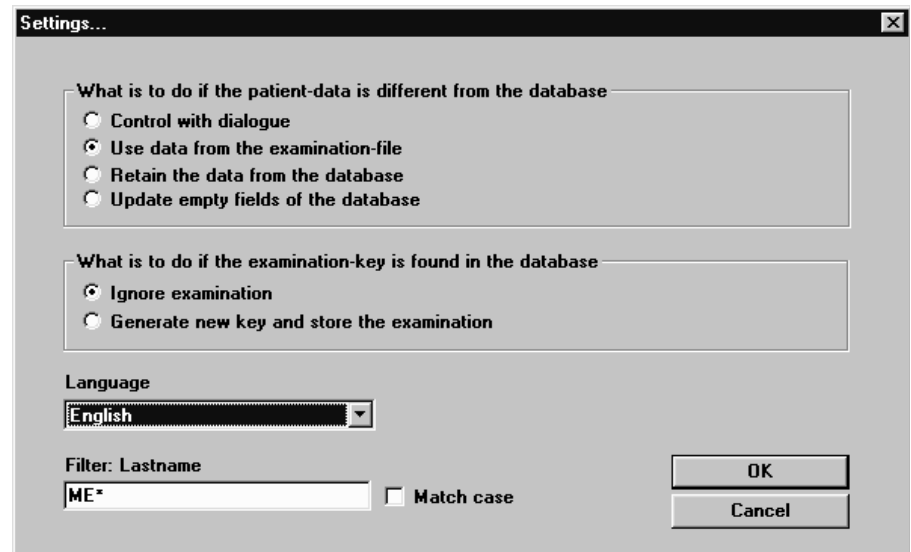 Settings...
What is to do if the patient-data is different from the database
Control with dialogue
Use data from the examination-file
Retain the data from the database
Update empty fields of the database
What is to do if the examination-key is found in the database
Ignore examination
Generate new key and store the examination
Language
English
Filter: Lastname
ME*
Match case
OK
Cancel